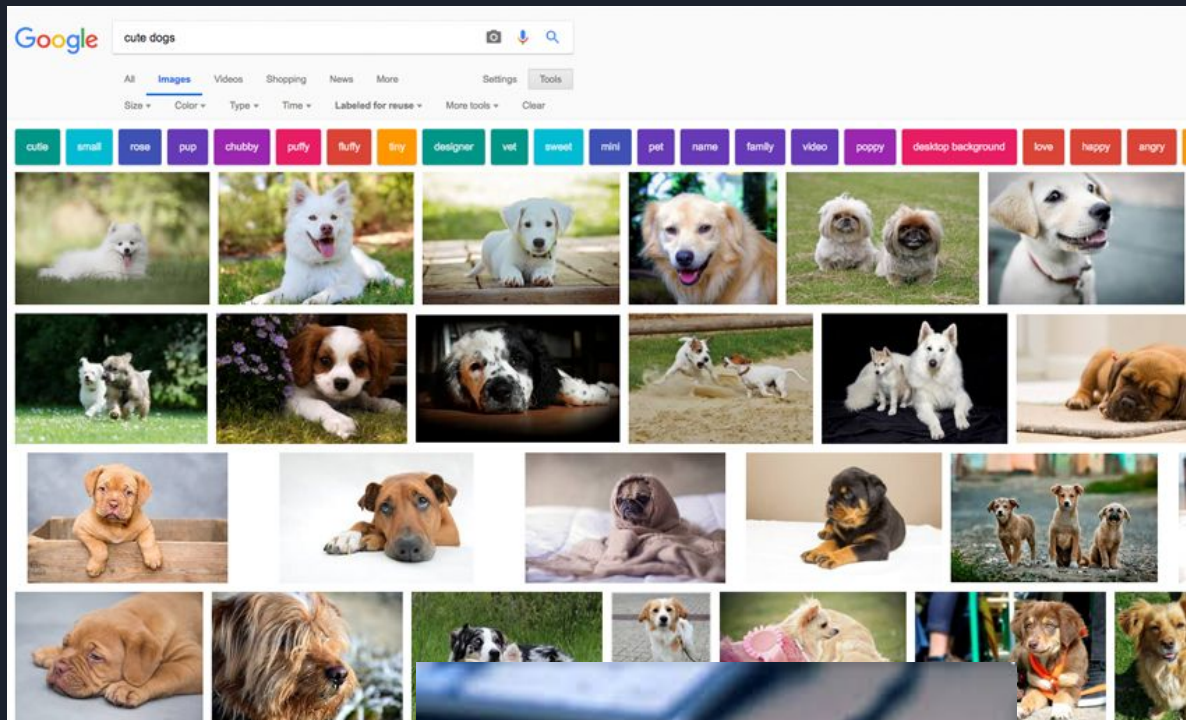 Google cute dogs
All Images Videos Shopping News More Settings Tools
Size Color Type Time Labeled for reuse More tools Clear
cutie small rose pup chubby puffy fluffy tiny designer vet sweet mini pet name family video poppy desktop background love happy angry